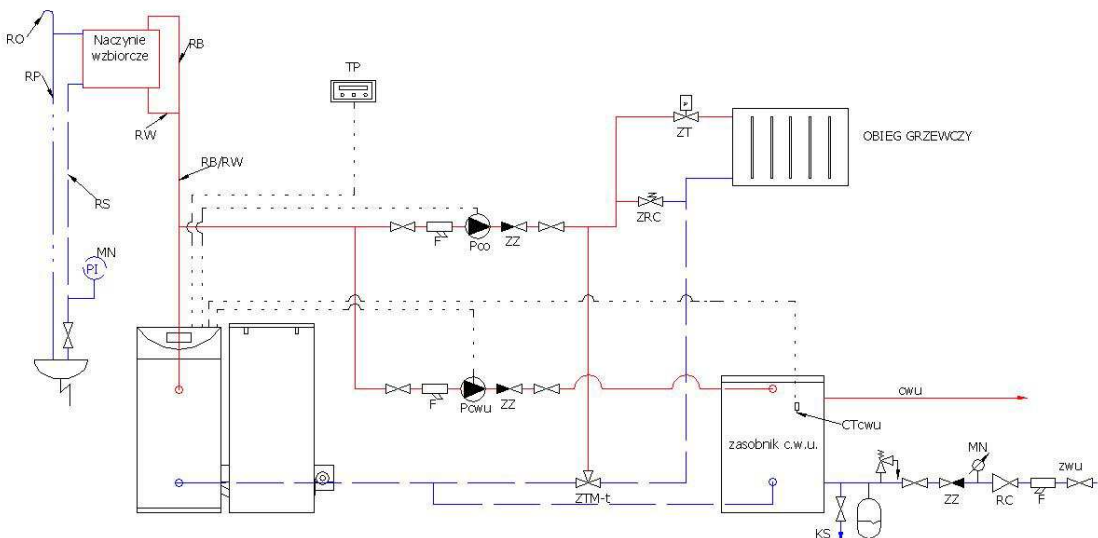 RO
Naczynie
wzbiorcze
RB
RP
TP
RW
ZT
OBIEG GRZEWCZY
RB/RW
RS
ZRC
F
Pco
ZZ
MN
PI
F
Pcwu
ZZ
cwu
CTcwu
zasobnik c.w.u.
MN
zwu
ZTM-t
ZZ
RC
F
KS